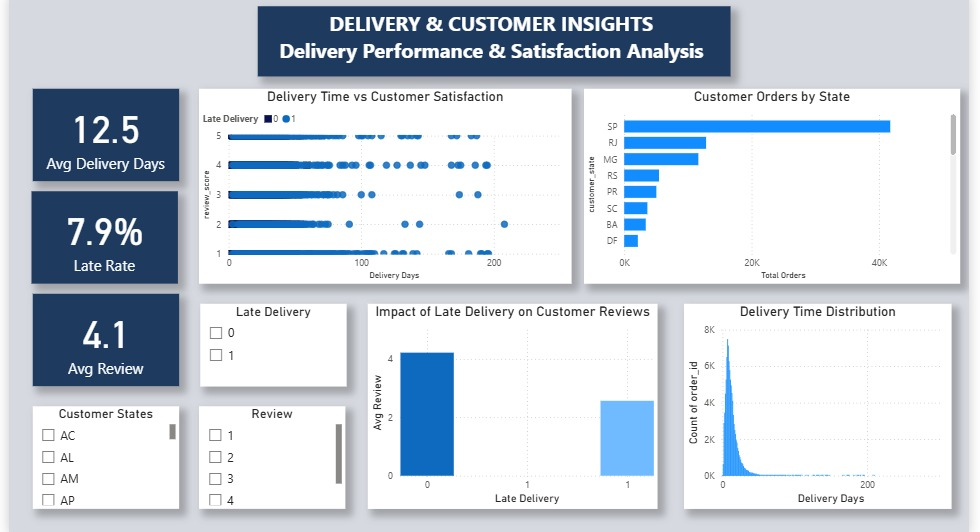 DELIVERY & CUSTOMER INSIGHTS
Delivery Performance & Satisfaction Analysis
12.5
Avg Delivery Days
7.9%
Late Rate
4.1
Avg Review
Delivery Time vs Customer Satisfaction
Late Delivery 0 1
review_score
5
4
3
2
1
0 100 200
Delivery Days
Customer Orders by State
customer_state
SP
RJ
MG
RS
PR
SC
BA
DF
0K 20K 40K
Total Orders
Late Delivery
0
1
Customer States
AC
AL
AM
AP
Review
1
2
3
4
Impact of Late Delivery on Customer Reviews
Avg Review
4
2
0
0 1 1
Late Delivery
Delivery Time Distribution
Count of order_id
8K
6K
4K
2K
0K
0 200
Delivery Days